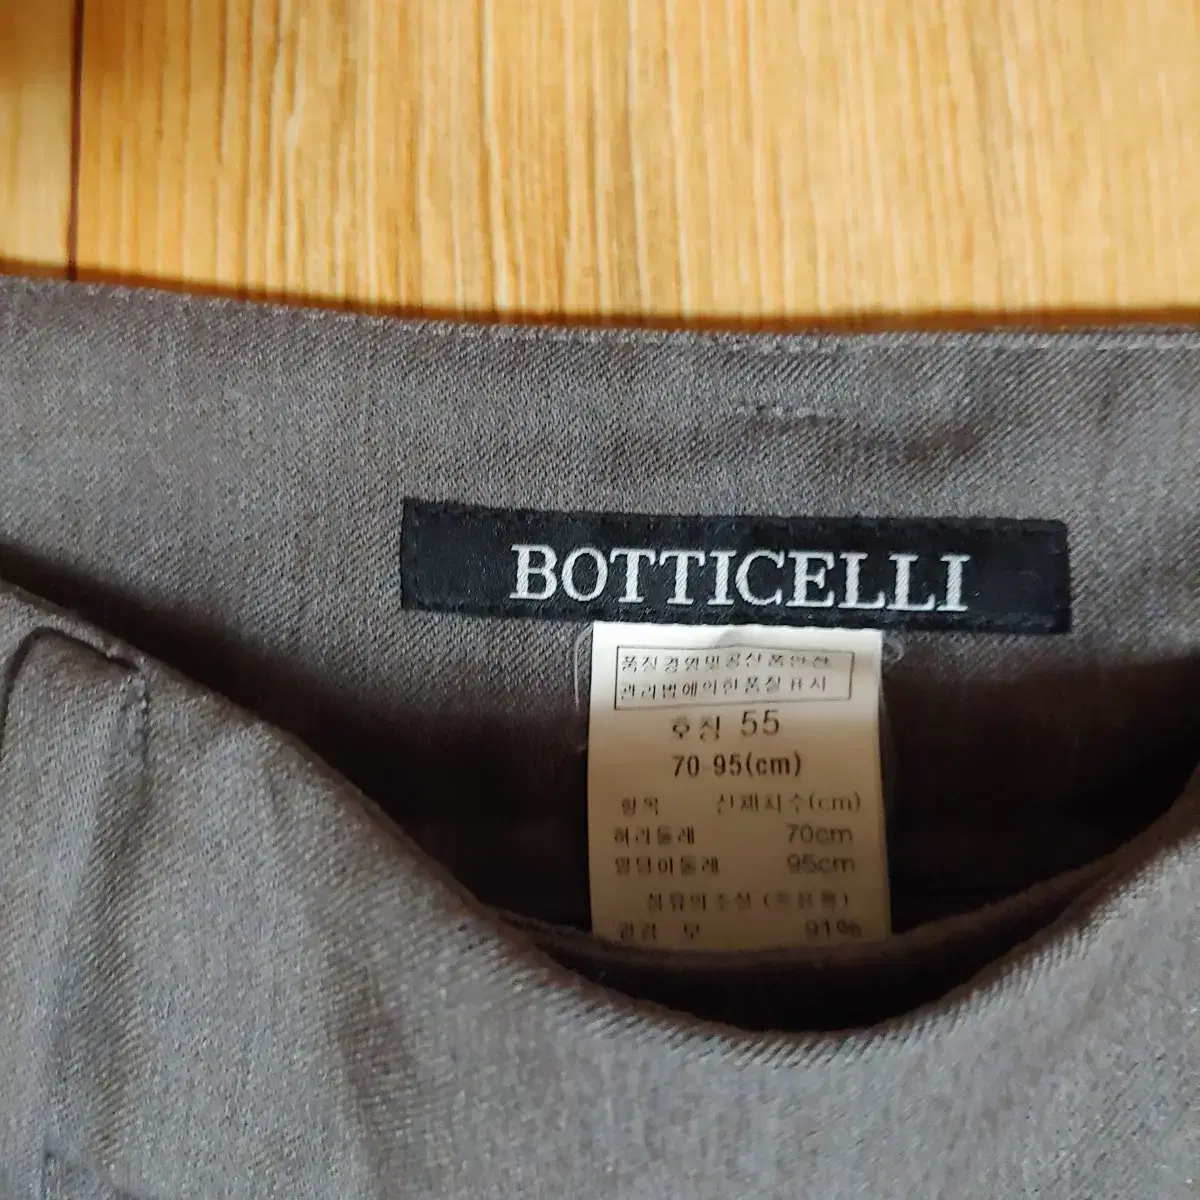 BOTTICELLI
품질경영및공산품안전
관리법에의한품질표시
호칭 55
70-95(cm)
항목 신체치수(cm)
허리둘레 70cm
엉덩이둘레 95cm
섬유의조성 (혼용률)
겉감 모 91%